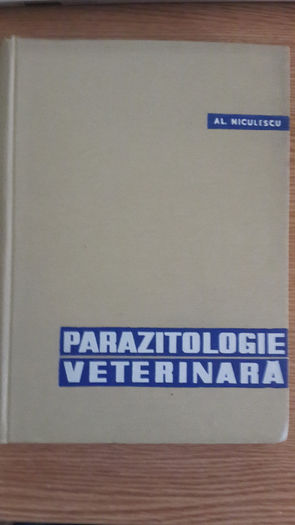 AL. NICULESCU
PARAZITOLOGIE
VETERINARĂ